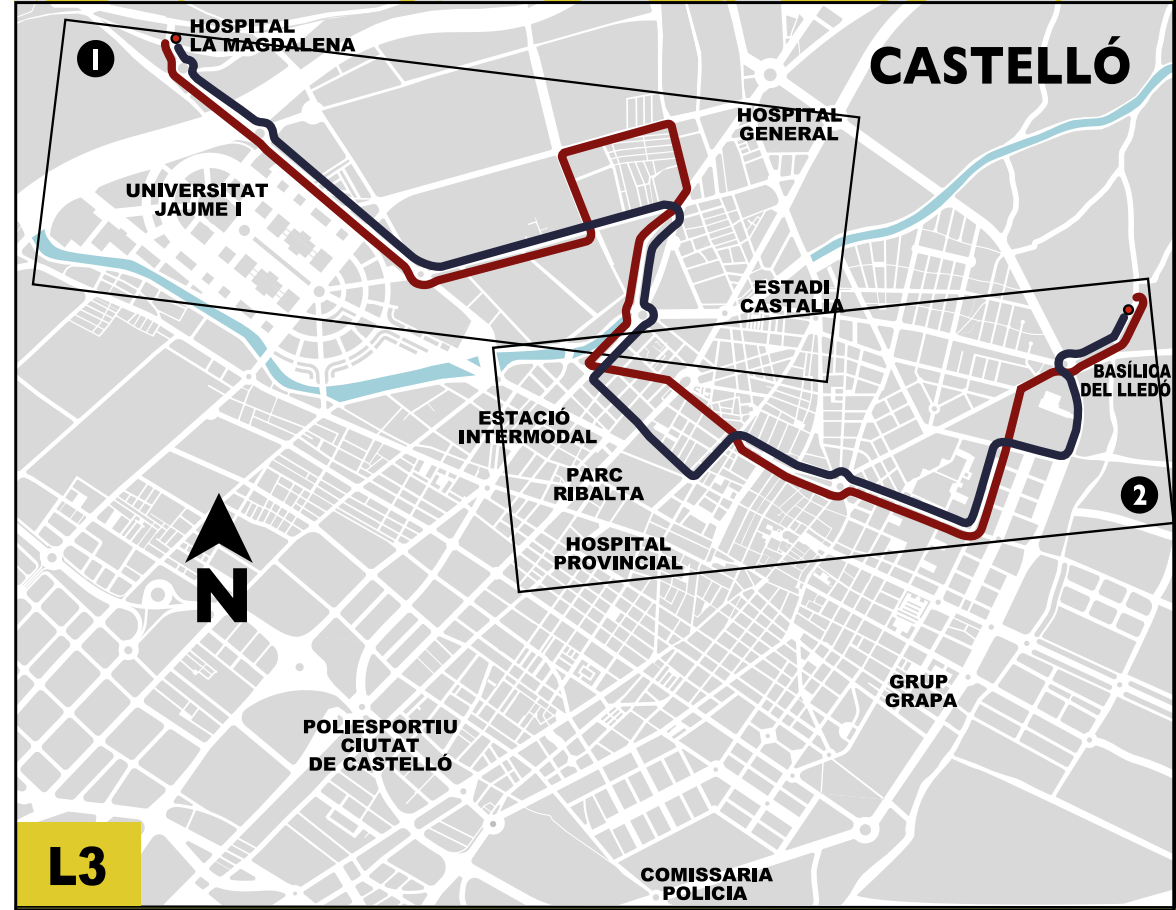 HOSPITAL
LA MAGDALENA
1
CASTELLÓ
HOSPITAL
GENERAL
UNIVERSITAT
JAUME I
ESTADI
CASTALIA
BASÍLICA
DEL LLEDÓ
ESTACIÓ
INTERMODAL
PARC
RIBALTA
2
HOSPITAL
PROVINCIAL
N
GRUP
GRAPA
POLIESPORTIU
CIUTAT
DE CASTELLÓ
L3
COMISSARIA
POLICIA